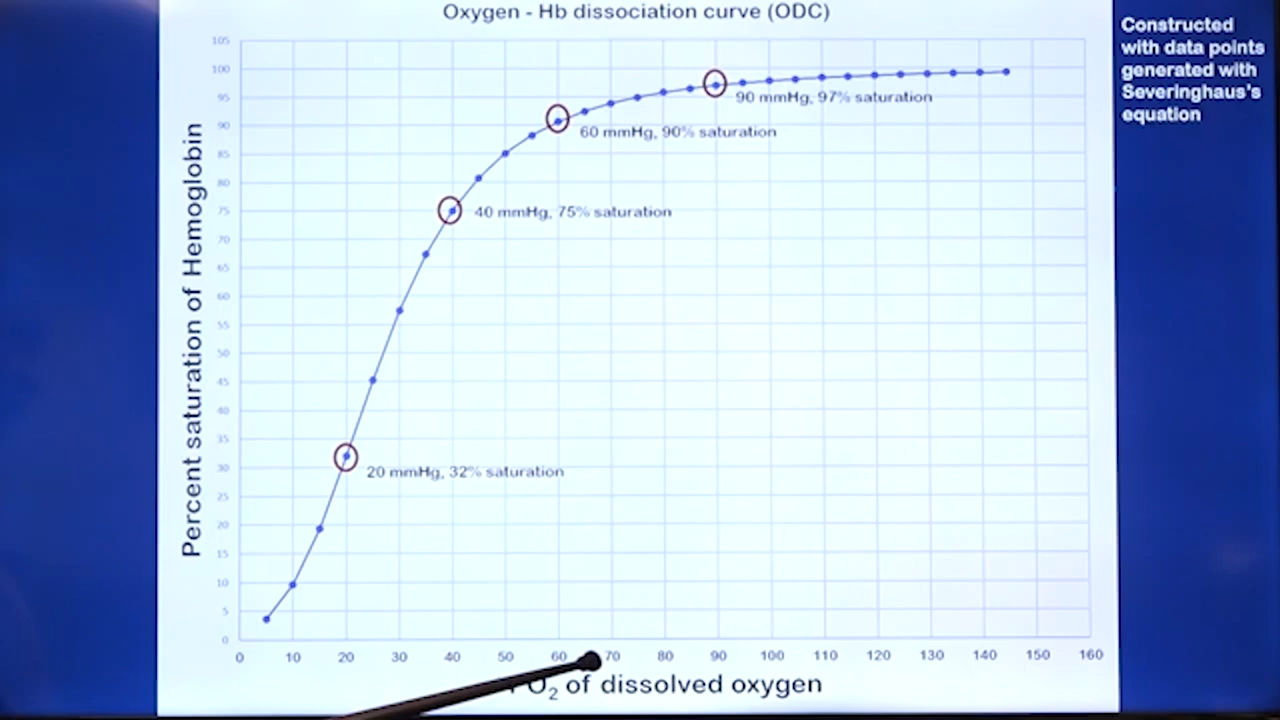 Oxygen - Hb dissociation curve (ODC)
Constructed
with data points
generated with
Severinghaus's
equation
Percent saturation of Hemoglobin
105
100
95
90
85
80
75
70
65
60
55
50
45
40
35
30
25
20
15
10
5
0
90 mmHg, 97% saturation
60 mmHg, 90% saturation
40 mmHg, 75% saturation
20 mmHg, 32% saturation
0 10 20 30 40 50 60 70 80 90 100 110 120 130 140 150 160
O2 of dissolved oxygen